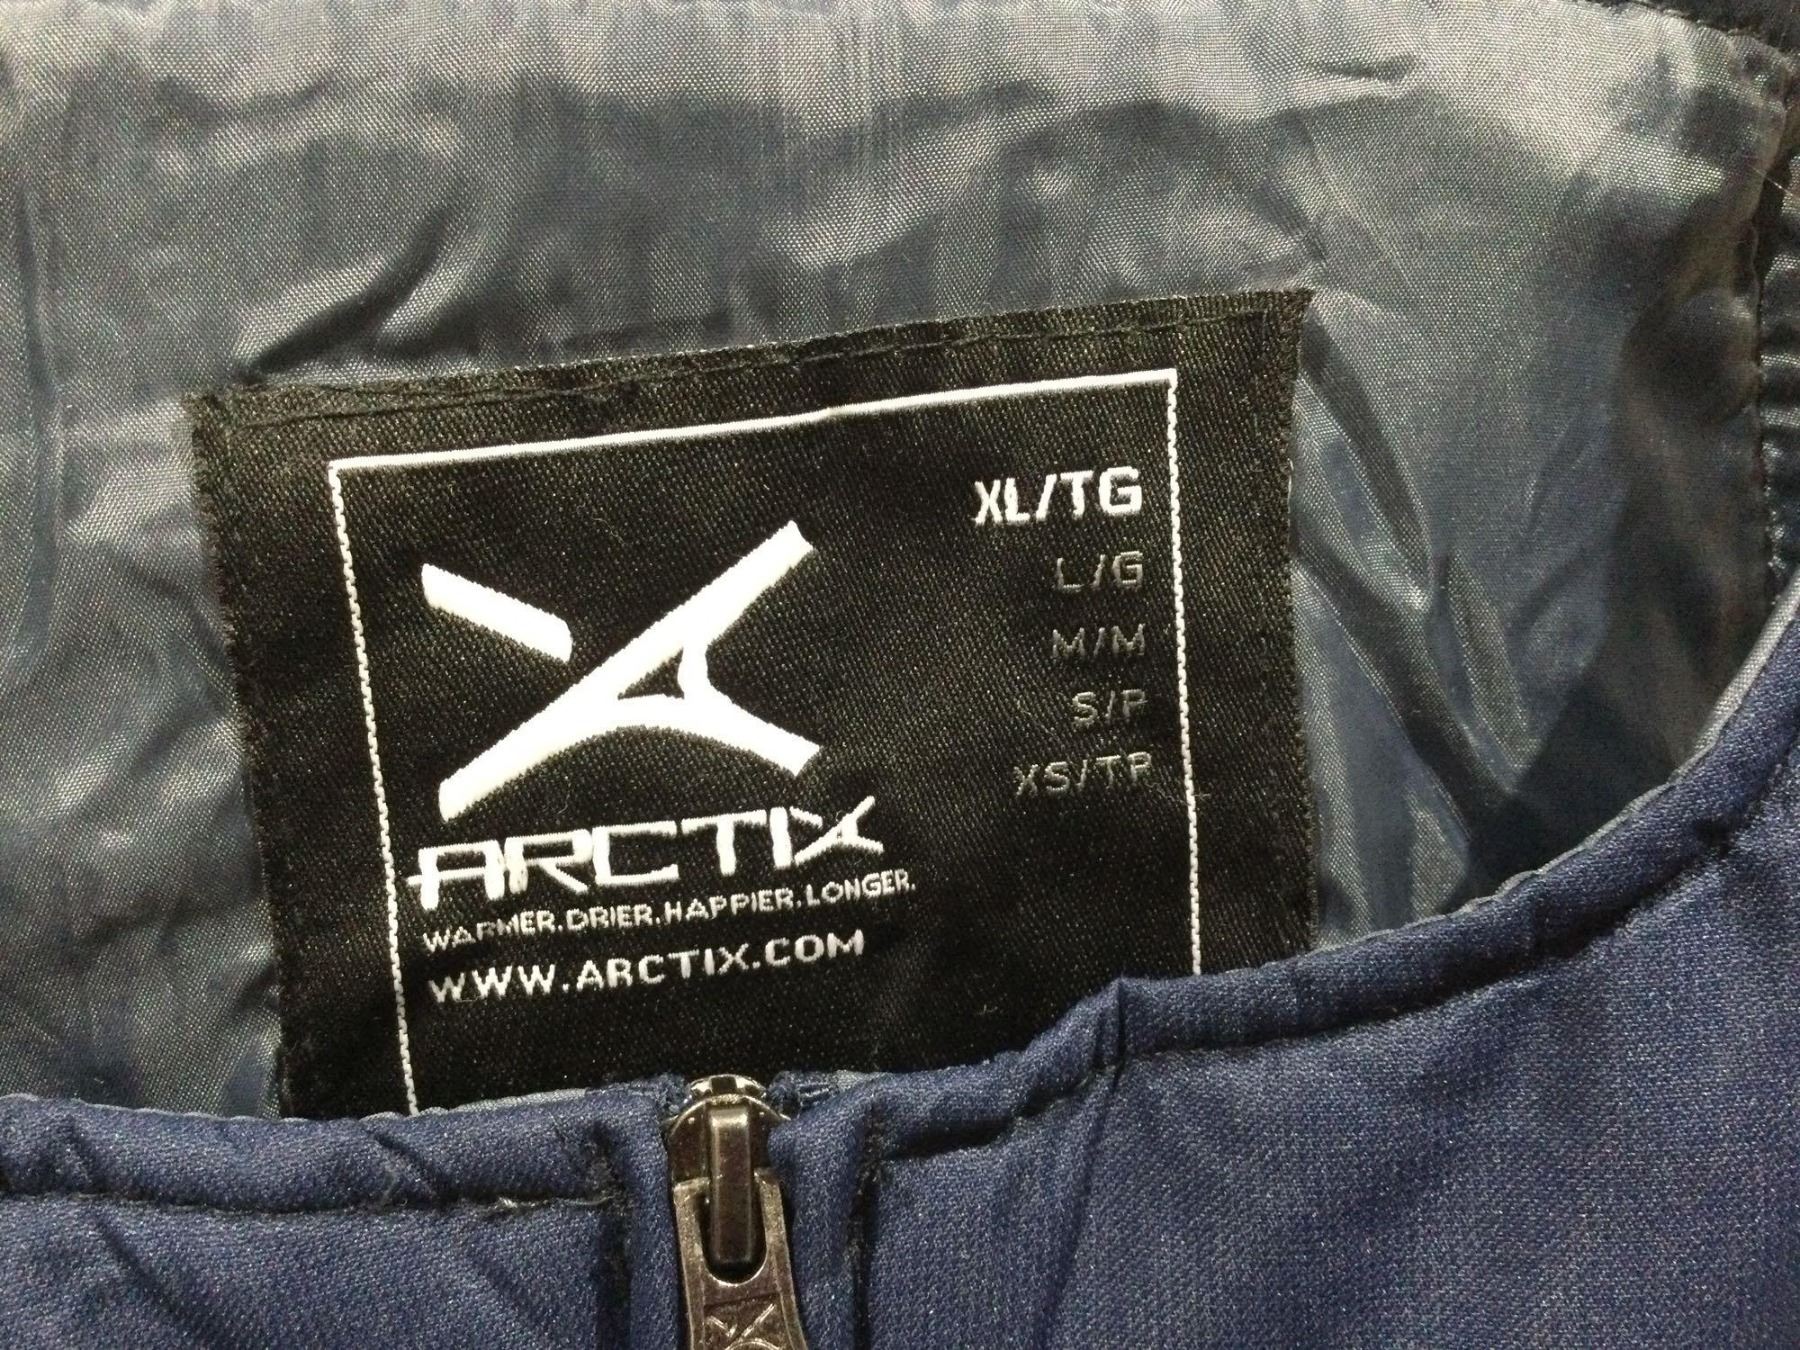 XL/TG
L/G
M/M
S/P
XS/TP
ARCTIX
WARMER.DRIER.HAPPIER.LONGER.
WWW.ARCTIX.COM